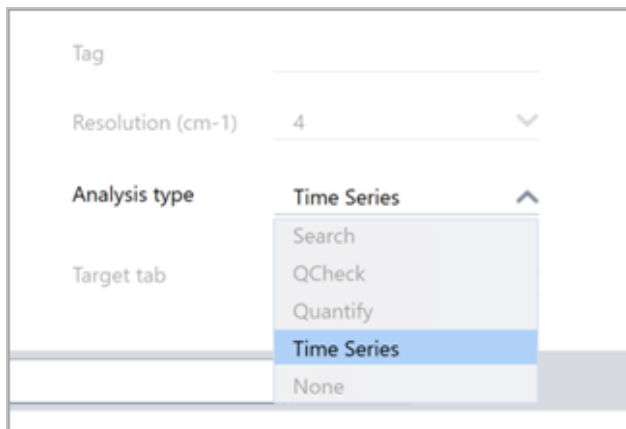 Tag
Resolution (cm-1) 4
Analysis type Time Series
Search
Target tab QCheck
Quantify
Time Series
None